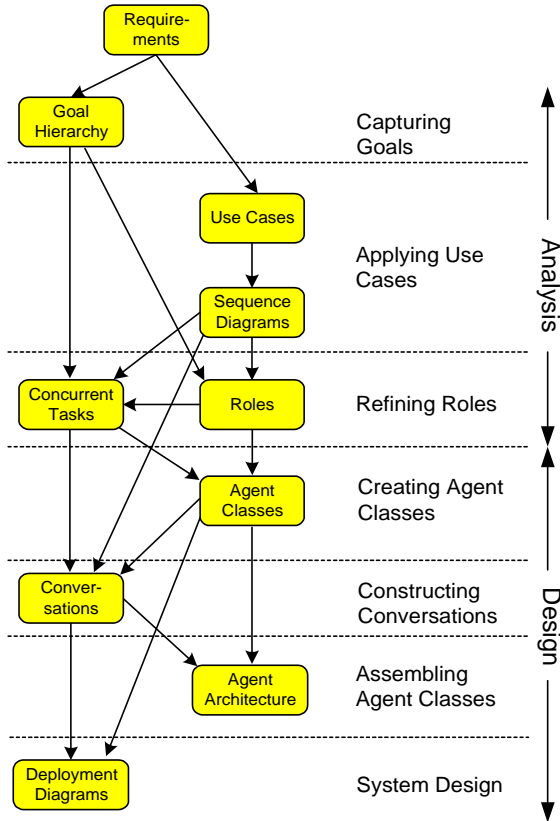 Require-
ments
Goal
Hierarchy
Capturing
Goals
Use Cases
Applying Use
Cases
Analysis
Sequence
Diagrams
Concurrent
Tasks
Roles
Refining Roles
Agent
Classes
Creating Agent
Classes
Conver-
sations
Constructing
Conversations
Design
Agent
Architecture
Assembling
Agent Classes
Deployment
Diagrams
System Design